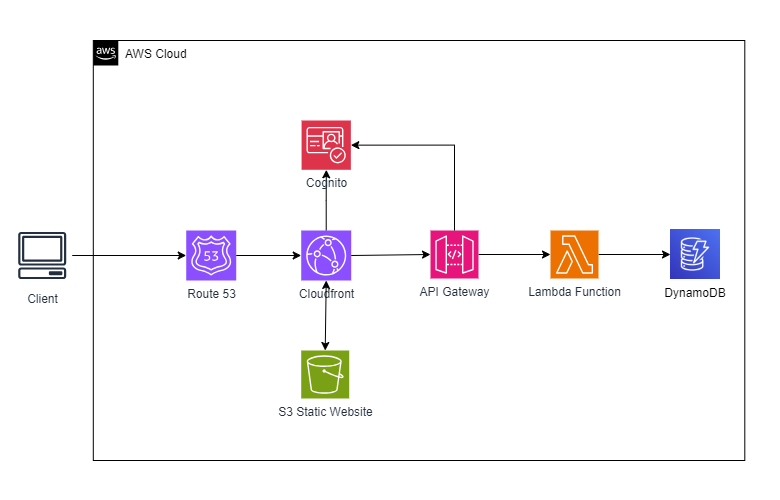 aws
AWS Cloud
Cognito
53
Client
Route 53
Cloudfront
</>
API Gateway
Lambda Function
DynamoDB
S3 Static Website